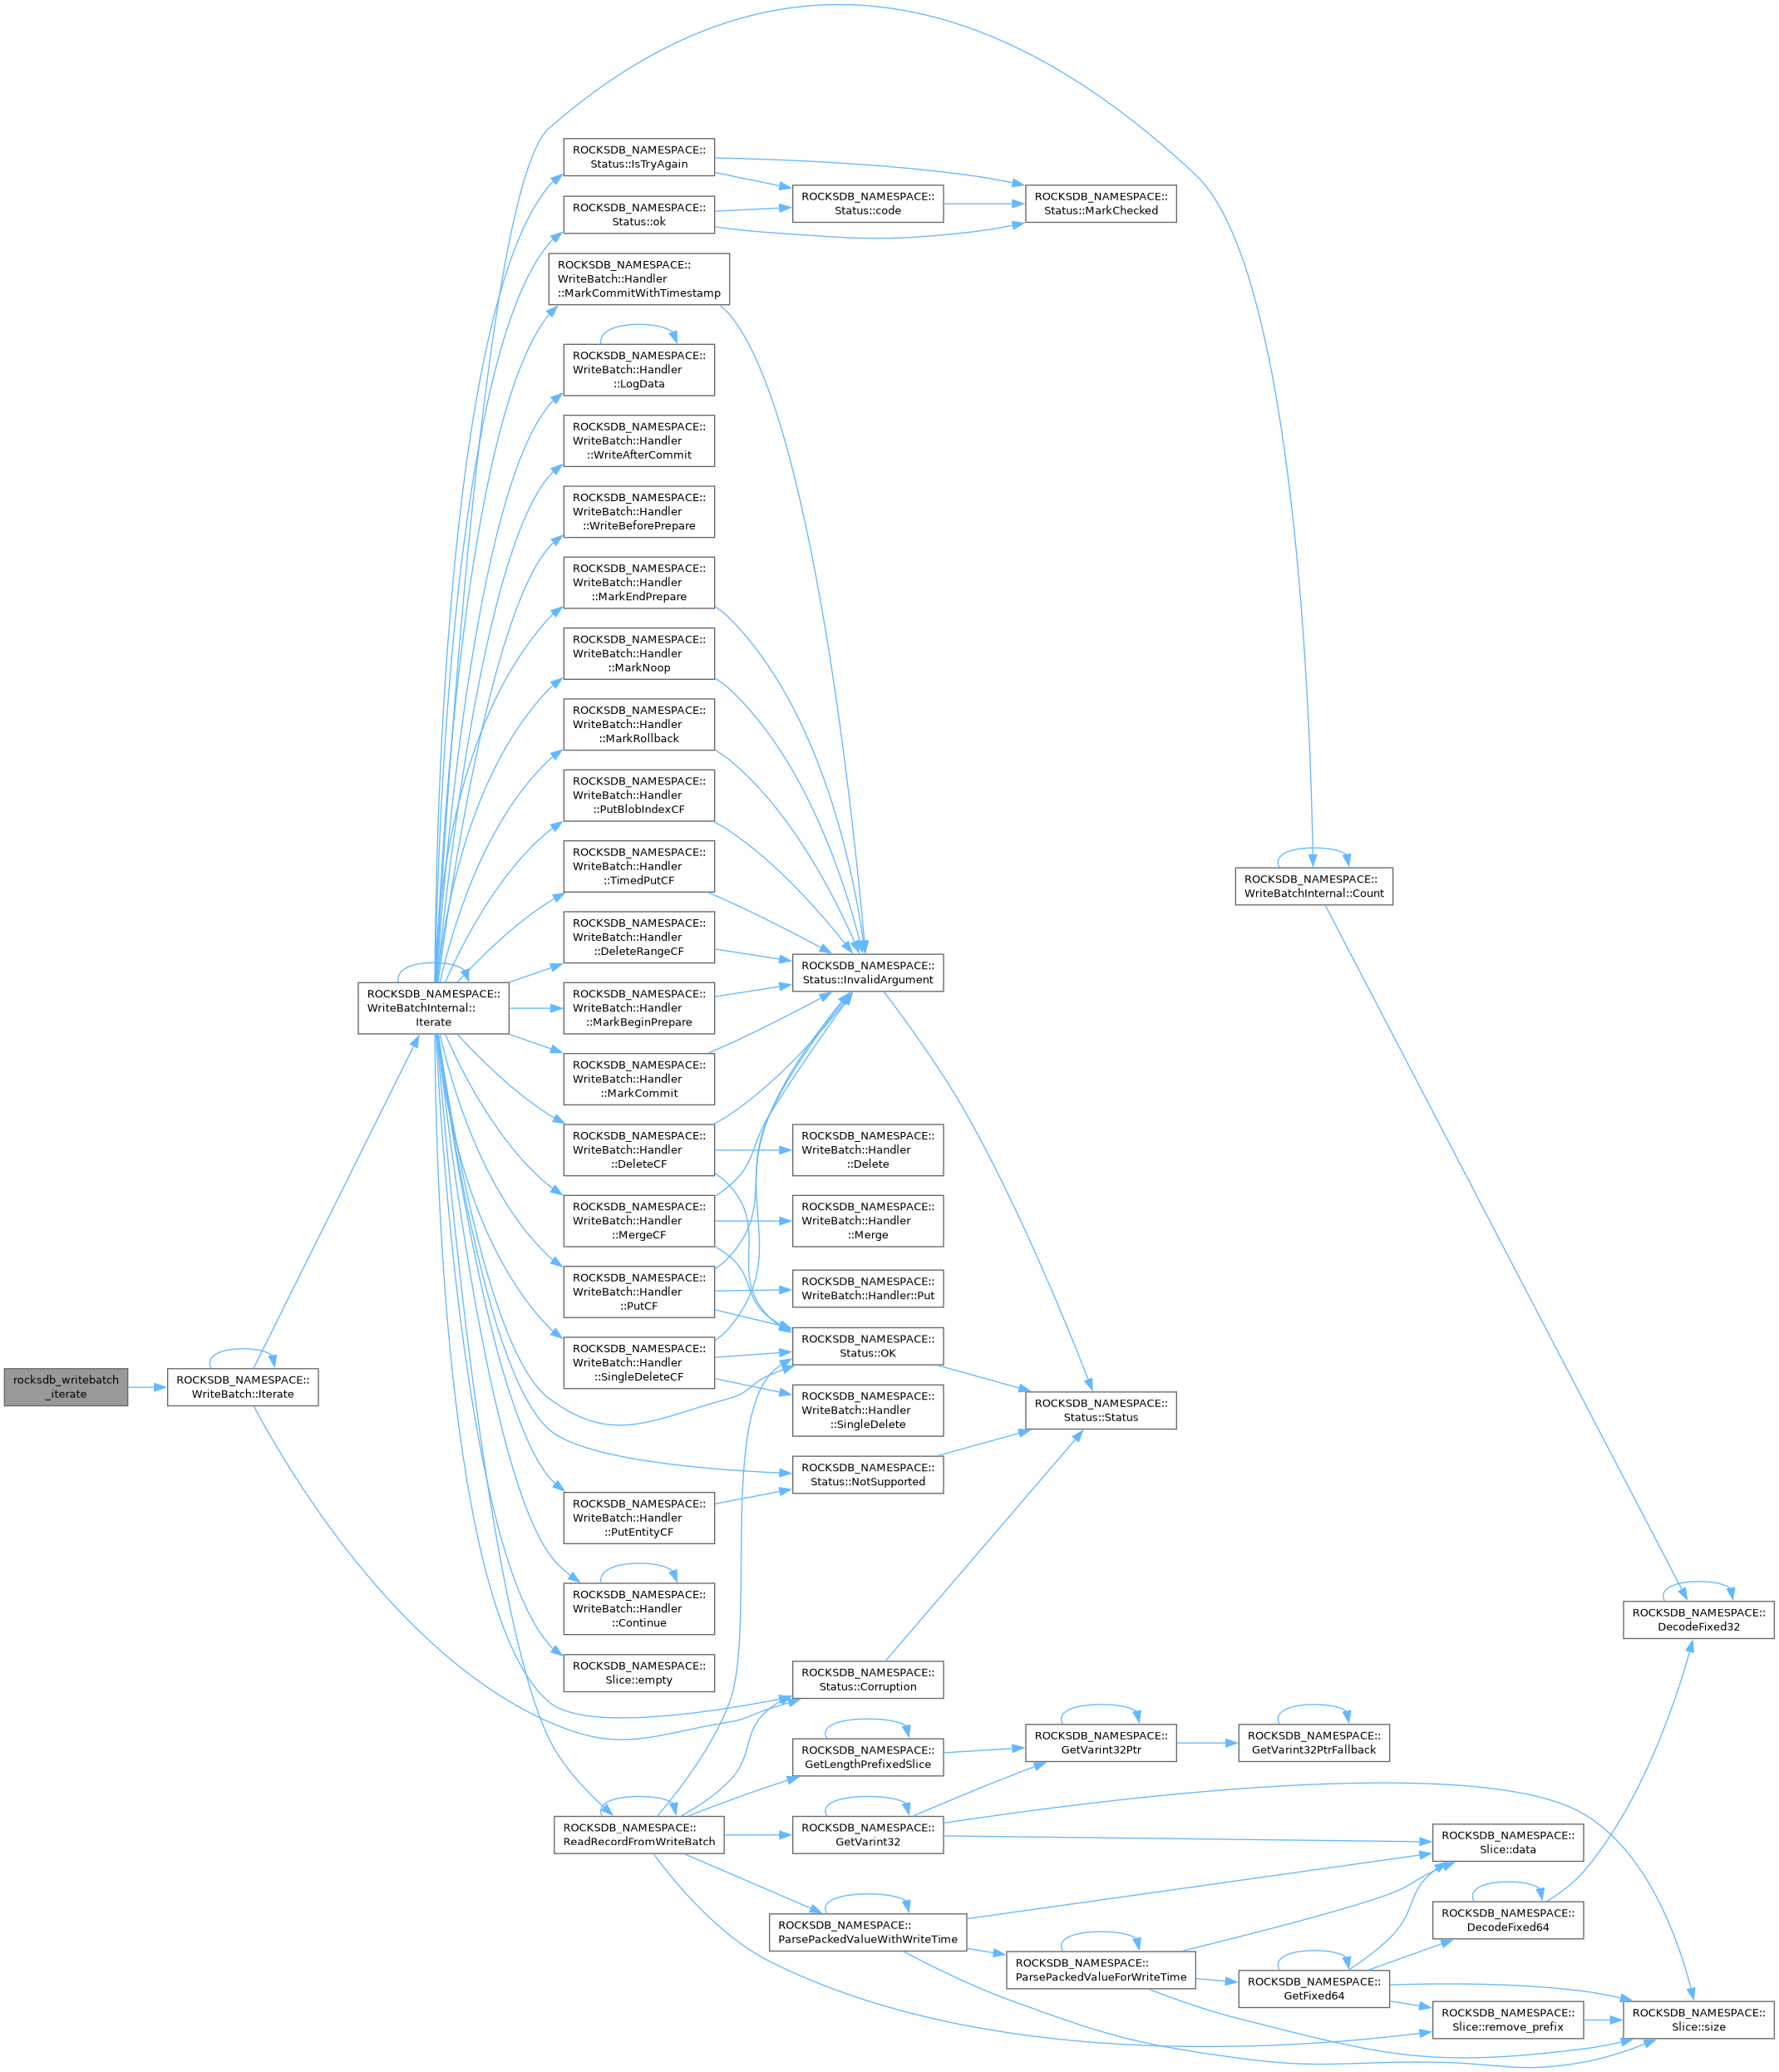 rocksdb_writebatch
_iterate
ROCKSDB_NAMESPACE::
WriteBatch::Iterate
ROCKSDB_NAMESPACE::
WriteBatchInternal::
Iterate
ROCKSDB_NAMESPACE::
Status::IsTryAgain
ROCKSDB_NAMESPACE::
Status::ok
ROCKSDB_NAMESPACE::
WriteBatch::Handler
::MarkCommitWithTimestamp
ROCKSDB_NAMESPACE::
WriteBatch::Handler
::LogData
ROCKSDB_NAMESPACE::
WriteBatch::Handler
::WriteAfterCommit
ROCKSDB_NAMESPACE::
WriteBatch::Handler
::WriteBeforePrepare
ROCKSDB_NAMESPACE::
WriteBatch::Handler
::MarkEndPrepare
ROCKSDB_NAMESPACE::
WriteBatch::Handler
::MarkNoop
ROCKSDB_NAMESPACE::
WriteBatch::Handler
::MarkRollback
ROCKSDB_NAMESPACE::
WriteBatch::Handler
::PutBlobIndexCF
ROCKSDB_NAMESPACE::
WriteBatch::Handler
::TimedPutCF
ROCKSDB_NAMESPACE::
WriteBatch::Handler
::DeleteRangeCF
ROCKSDB_NAMESPACE::
WriteBatch::Handler
::MarkBeginPrepare
ROCKSDB_NAMESPACE::
WriteBatch::Handler
::MarkCommit
ROCKSDB_NAMESPACE::
WriteBatch::Handler
::DeleteCF
ROCKSDB_NAMESPACE::
WriteBatch::Handler
::MergeCF
ROCKSDB_NAMESPACE::
WriteBatch::Handler
::PutCF
ROCKSDB_NAMESPACE::
WriteBatch::Handler
::SingleDeleteCF
ROCKSDB_NAMESPACE::
WriteBatch::Handler
::PutEntityCF
ROCKSDB_NAMESPACE::
WriteBatch::Handler
::Continue
ROCKSDB_NAMESPACE::
Slice::empty
ROCKSDB_NAMESPACE::
ReadRecordFromWriteBatch
ROCKSDB_NAMESPACE::
Status::code
ROCKSDB_NAMESPACE::
Status::InvalidArgument
ROCKSDB_NAMESPACE::
WriteBatch::Handler
::Delete
ROCKSDB_NAMESPACE::
WriteBatch::Handler
::Merge
ROCKSDB_NAMESPACE::
WriteBatch::Handler::Put
ROCKSDB_NAMESPACE::
Status::OK
ROCKSDB_NAMESPACE::
WriteBatch::Handler
::SingleDelete
ROCKSDB_NAMESPACE::
Status::NotSupported
ROCKSDB_NAMESPACE::
Status::Corruption
ROCKSDB_NAMESPACE::
GetLengthPrefixedSlice
ROCKSDB_NAMESPACE::
GetVarint32
ROCKSDB_NAMESPACE::
ParsePackedValueWithWriteTime
ROCKSDB_NAMESPACE::
Status::MarkChecked
ROCKSDB_NAMESPACE::
Status::Status
ROCKSDB_NAMESPACE::
GetVarint32Ptr
ROCKSDB_NAMESPACE::
ParsePackedValueForWriteTime
ROCKSDB_NAMESPACE::
WriteBatchInternal::Count
ROCKSDB_NAMESPACE::
GetVarint32PtrFallback
ROCKSDB_NAMESPACE::
GetFixed64
ROCKSDB_NAMESPACE::
Slice::data
ROCKSDB_NAMESPACE::
DecodeFixed64
ROCKSDB_NAMESPACE::
Slice::remove_prefix
ROCKSDB_NAMESPACE::
DecodeFixed32
ROCKSDB_NAMESPACE::
Slice::size